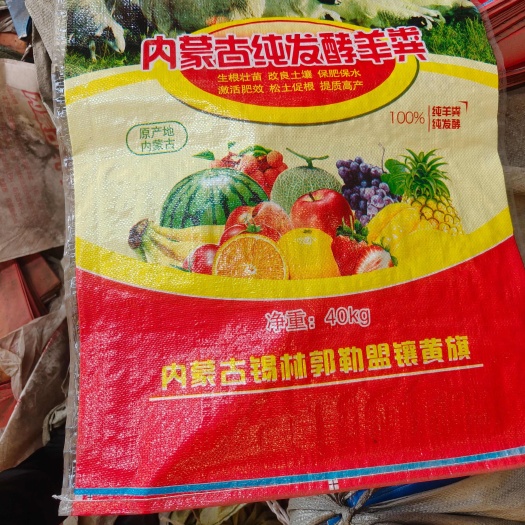 内蒙古纯发酵羊粪
生根壮苗 改良土壤 保肥保水
激活肥效 松土促根 提质高产
100% 纯羊粪
纯发酵
原产地
内蒙古
净重：40kg
内蒙古锡林郭勒盟镶黄旗